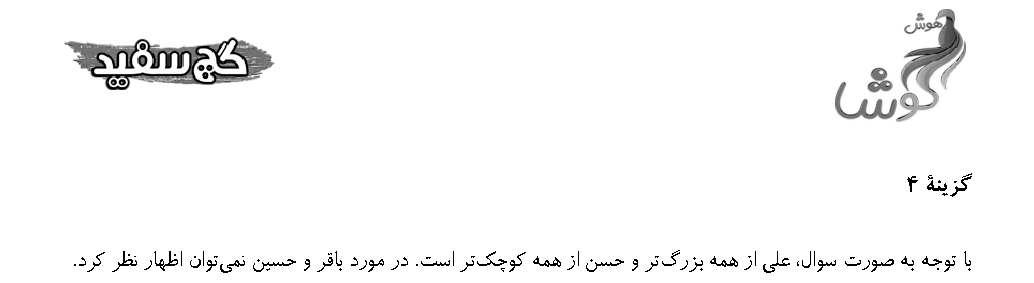 هوش
کوشا
گچ سفید
گزینهٔ ۴
با توجه به صورت سوال، علی از همه بزرگ‌تر و حسن از همه کوچک‌تر است. در مورد باقر و حسین نمی‌توان اظهار نظر کرد.